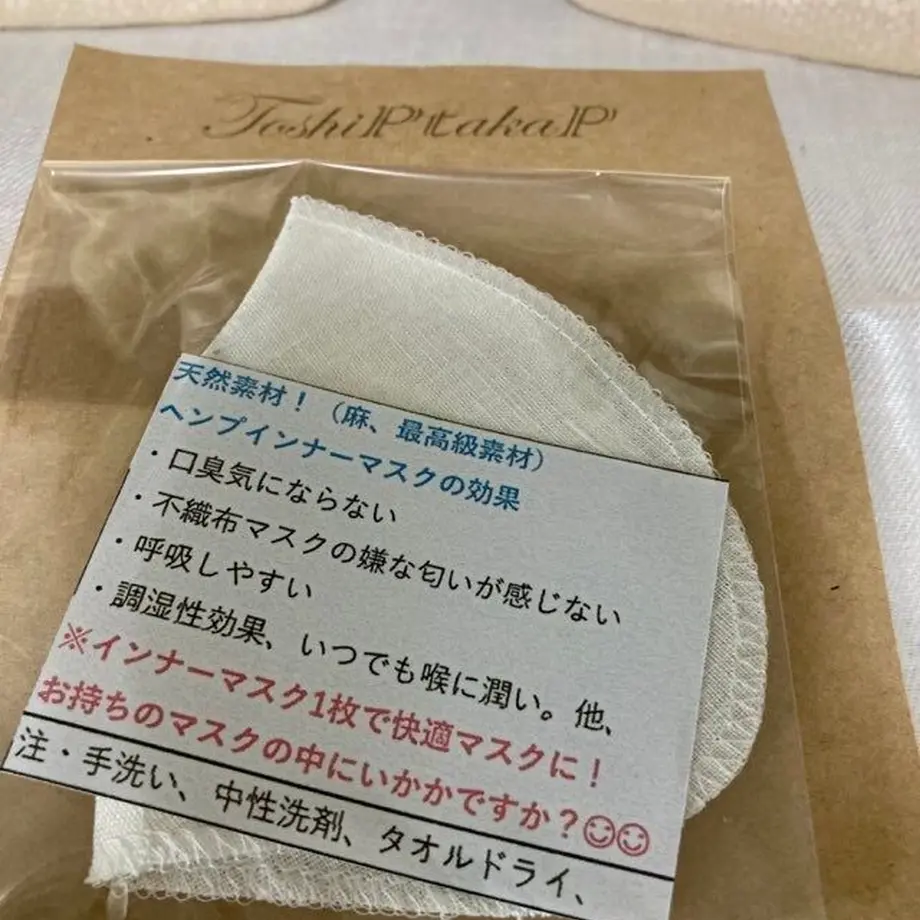 ToshiP'takaP'
天然素材！（麻、最高級素材）
ヘンプインナーマスクの効果
・口臭気にならない
・不織布マスクの嫌な匂いが感じない
・呼吸しやすい
・調湿性効果、いつでも喉に潤い。他、
※インナーマスク1枚で快適マスクに！
お持ちのマスクの中にいかかですか？☺☺
注・手洗い、中性洗剤、タオルドライ、